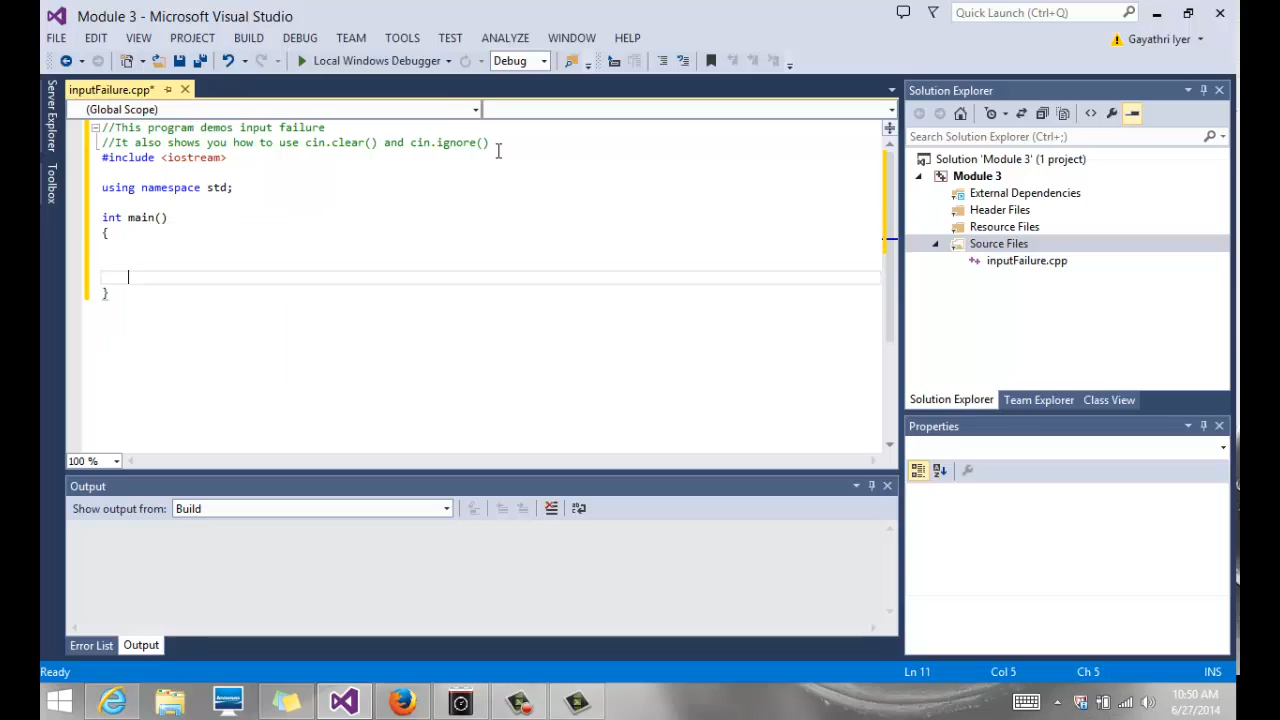 Module 3 - Microsoft Visual Studio
Quick Launch (Ctrl+Q)
FILE EDIT VIEW PROJECT BUILD DEBUG TEAM TOOLS TEST ANALYZE WINDOW HELP
Gayathri Iyer
Local Windows Debugger
Debug
Server Explorer
Toolbox
inputFailure.cpp*
(Global Scope)
//This program demos input failure
//It also shows you how to use cin.clear() and cin.ignore()
#include <iostream>
using namespace std;
int main()
{
}
100 %
Output
Show output from: Build
Error List Output
Solution Explorer
Search Solution Explorer (Ctrl+;)
Solution 'Module 3' (1 project)
Module 3
External Dependencies
Header Files
Resource Files
Source Files
inputFailure.cpp
Solution Explorer Team Explorer Class View
Properties
Ready
Ln 11 Col 5 Ch 5 INS
10:50 AM
6/27/2014